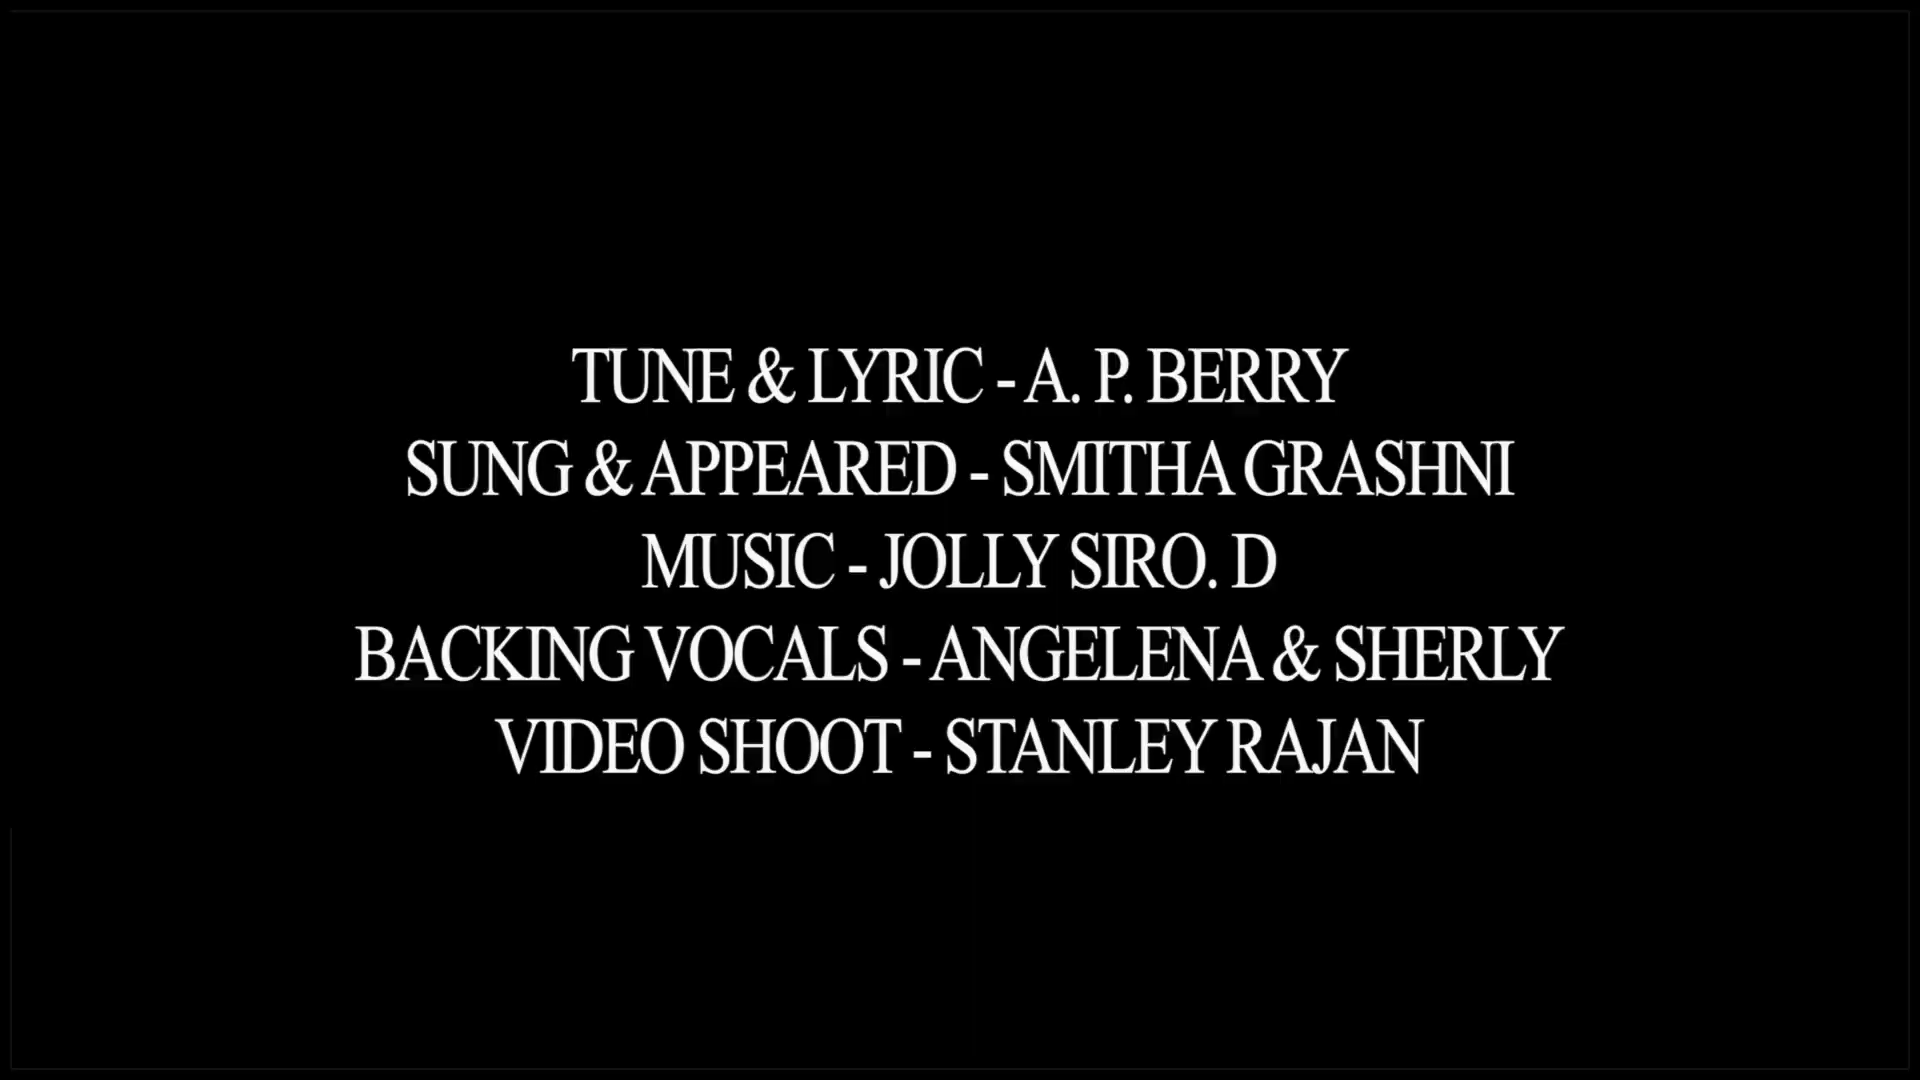 TUNE & LYRIC - A. P. BERRY
SUNG & APPEARED - SMITHA GRASHNI
MUSIC - JOLLY SIRO. D
BACKING VOCALS - ANGELENA & SHERLY
VIDEO SHOOT - STANLEY RAJAN